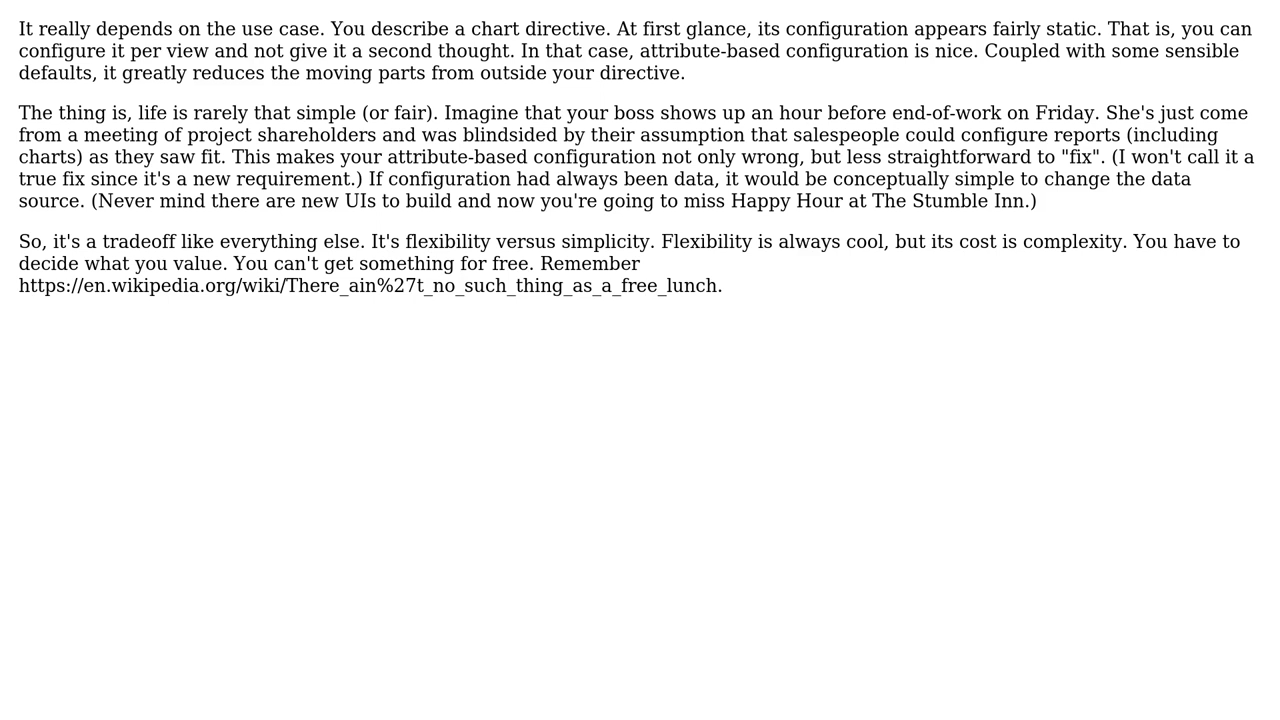 It really depends on the use case. You describe a chart directive. At first glance, its configuration appears fairly static. That is, you can
configure it per view and not give it a second thought. In that case, attribute-based configuration is nice. Coupled with some sensible
defaults, it greatly reduces the moving parts from outside your directive.
The thing is, life is rarely that simple (or fair). Imagine that your boss shows up an hour before end-of-work on Friday. She's just come
from a meeting of project shareholders and was blindsided by their assumption that salespeople could configure reports (including
charts) as they saw fit. This makes your attribute-based configuration not only wrong, but less straightforward to "fix". (I won't call it a
true fix since it's a new requirement.) If configuration had always been data, it would be conceptually simple to change the data
source. (Never mind there are new UIs to build and now you're going to miss Happy Hour at The Stumble Inn.)
So, it's a tradeoff like everything else. It's flexibility versus simplicity. Flexibility is always cool, but its cost is complexity. You have to
decide what you value. You can't get something for free. Remember
https://en.wikipedia.org/wiki/There_ain%27t_no_such_thing_as_a_free_lunch.